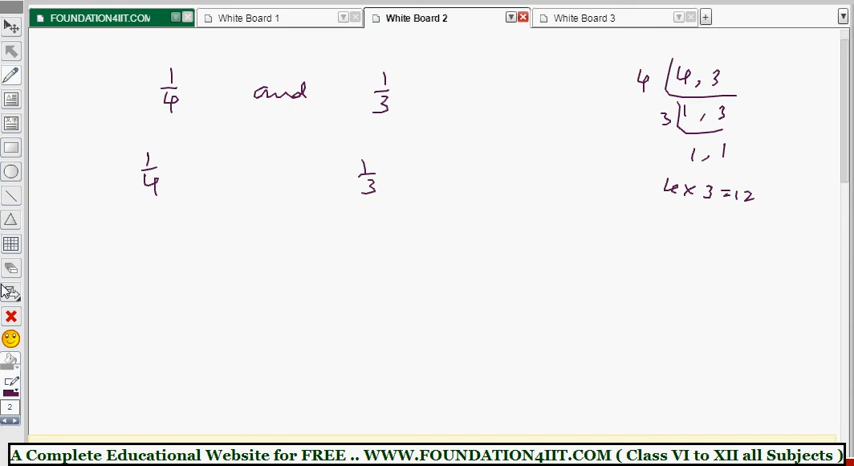 FOUNDATION4IIT.COM White Board 1 White Board 2 White Board 3
1/4 and 1/3
1/4 1/3
4 | 4, 3
3 | 1, 3
1, 1
4 x 3 = 12
2
A Complete Educational Website for FREE .. WWW.FOUNDATION4IIT.COM ( Class VI to XII all Subjects )